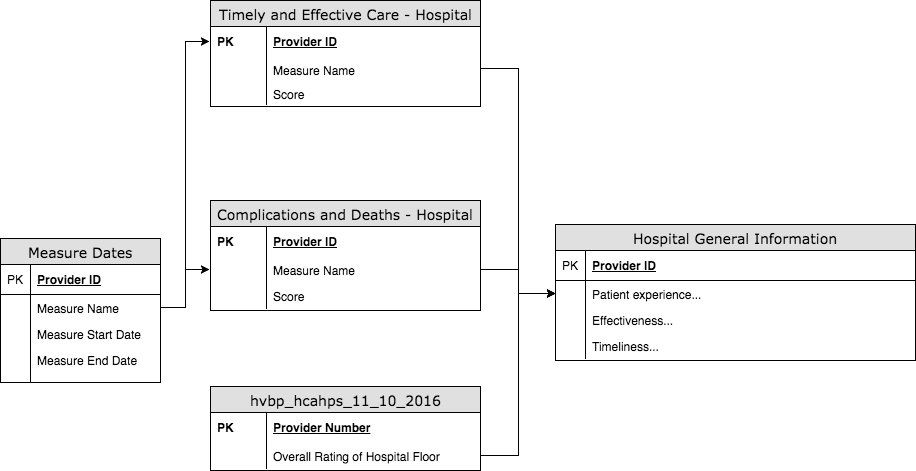 Timely and Effective Care - Hospital
PK Provider ID
Measure Name
Score
Complications and Deaths - Hospital
PK Provider ID
Measure Name
Score
Measure Dates
PK Provider ID
Measure Name
Measure Start Date
Measure End Date
Hospital General Information
PK Provider ID
Patient experience...
Effectiveness...
Timeliness...
hvbp_hcahps_11_10_2016
PK Provider Number
Overall Rating of Hospital Floor